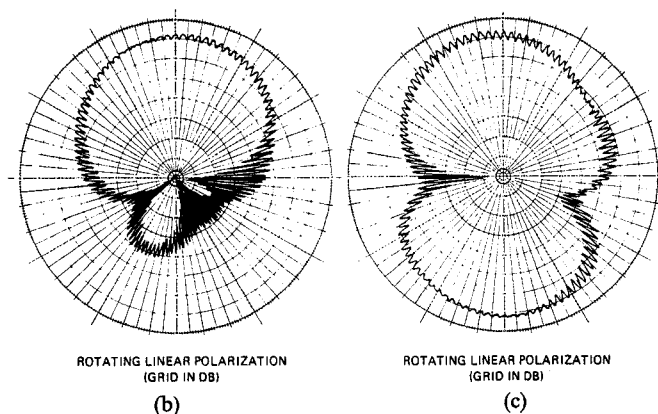 ROTATING LINEAR POLARIZATION
(GRID IN DB)
(b)
ROTATING LINEAR POLARIZATION
(GRID IN DB)
(c)